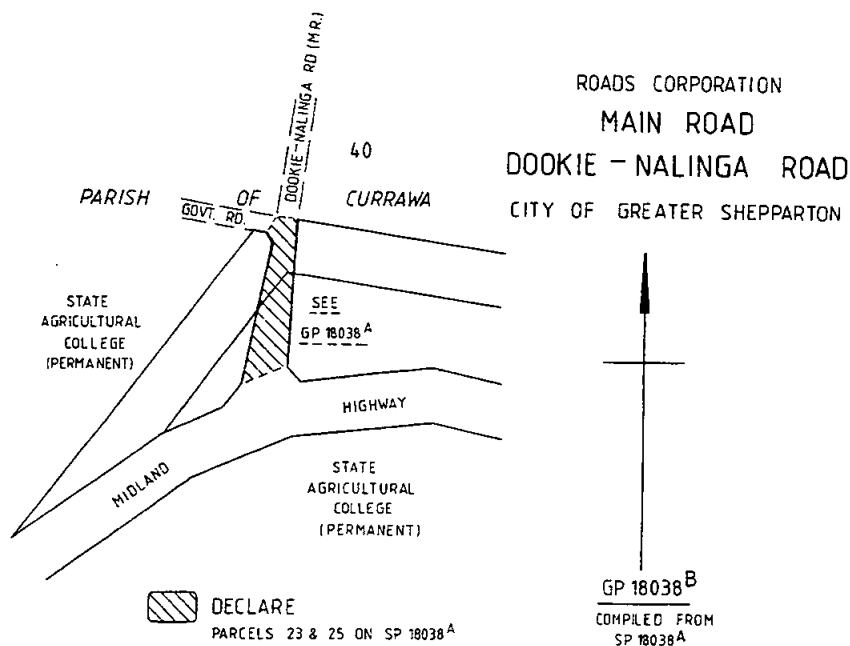 DOOKIE-NALINGA RD (M.R.)
40
PARISH OF CURRAWA
GOVT. RD.
STATE
AGRICULTURAL
COLLEGE
(PERMANENT)
SEE
GP 18038A
MIDLAND HIGHWAY
STATE
AGRICULTURAL
COLLEGE
(PERMANENT)
DECLARE
PARCELS 23 & 25 ON SP 18038A
ROADS CORPORATION
MAIN ROAD
DOOKIE - NALINGA ROAD
CITY OF GREATER SHEPPARTON
GP 18038B
COMPILED FROM
SP 18038A